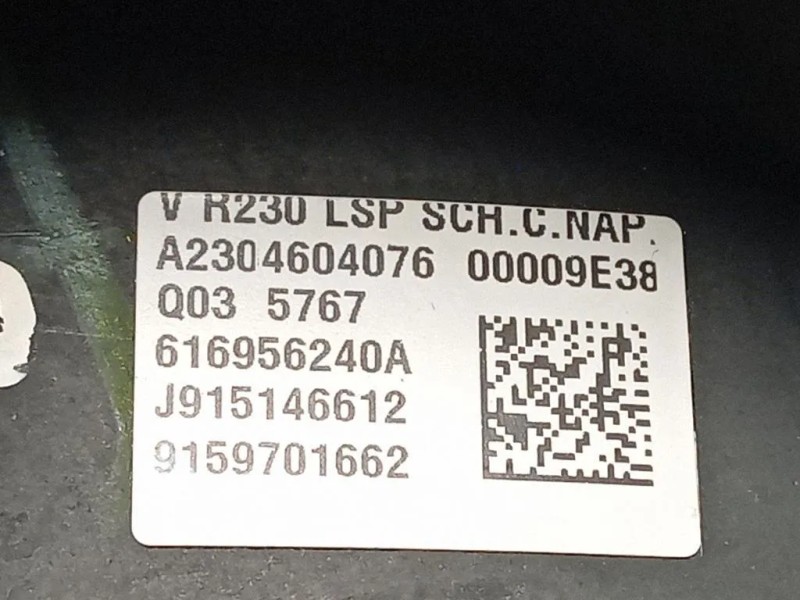 V R230 LSP SCH.C.NAP.
A2304604076 00009E38
Q03 5767
616956240A
J915146612
9159701662